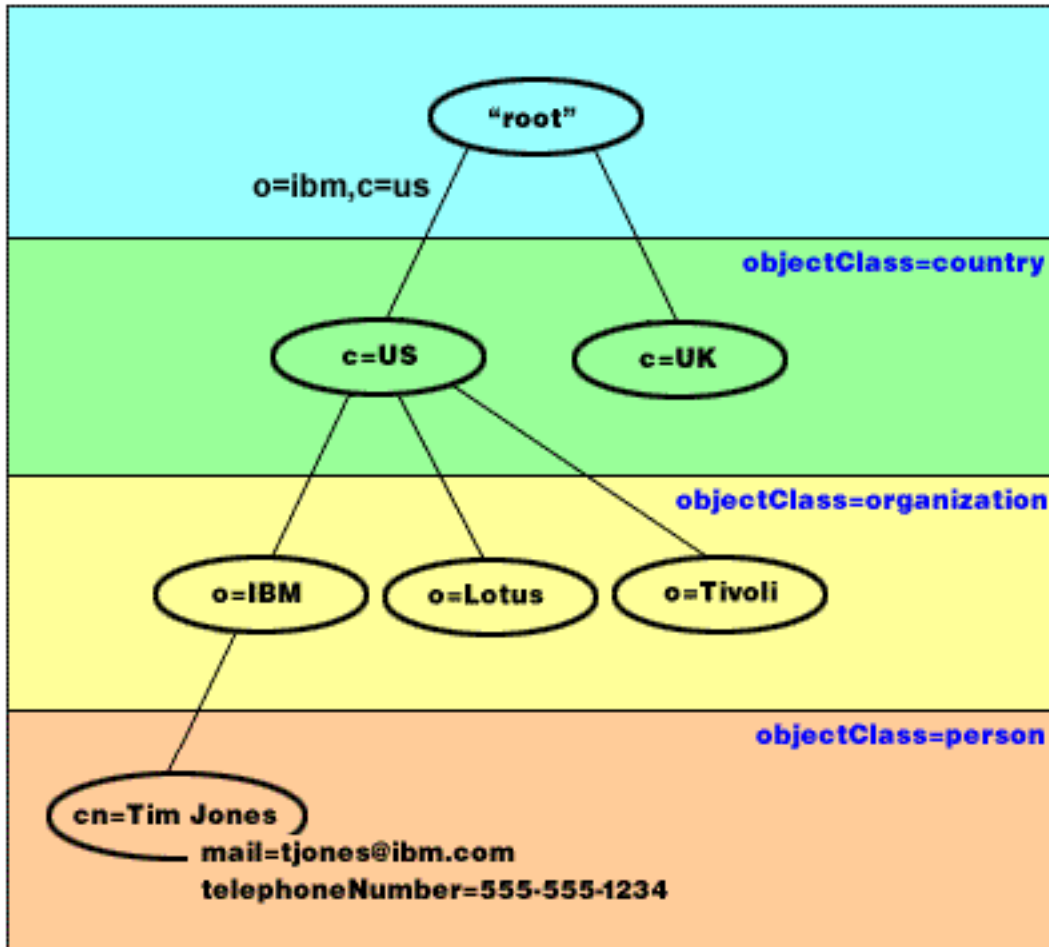 “root”
o=ibm,c=us
objectClass=country
c=US
c=UK
objectClass=organization
o=IBM
o=Lotus
o=Tivoli
objectClass=person
cn=Tim Jones
mail=tjones@ibm.com
telephoneNumber=555-555-1234